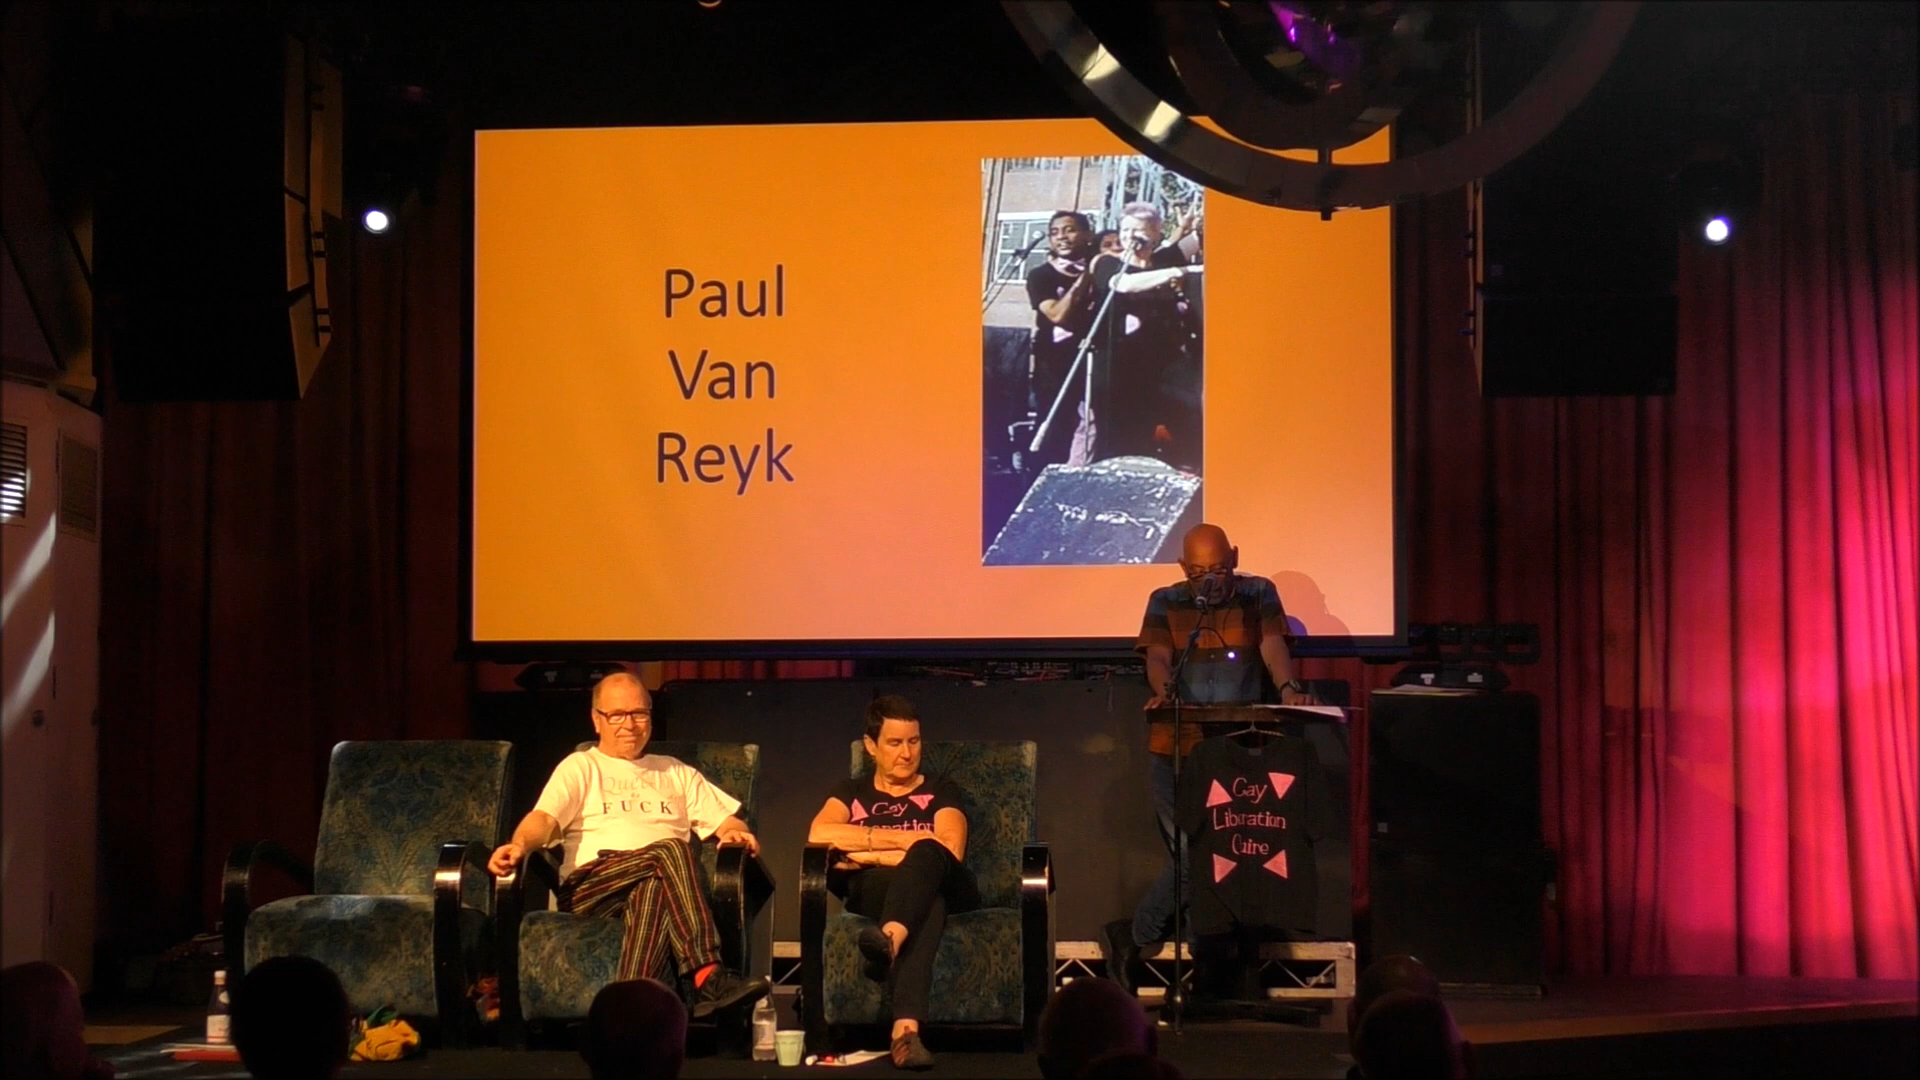 Paul
Van
Reyk
FUCK
Gay
Gay
Liberation
Quire